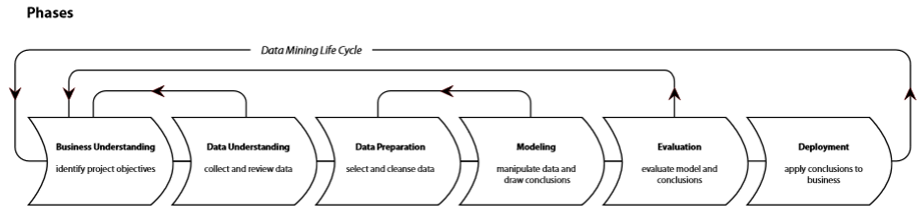 Phases
Data Mining Life Cycle
Business Understanding
identify project objectives
Data Understanding
collect and review data
Data Preparation
select and cleanse data
Modeling
manipulate data and
draw conclusions
Evaluation
evaluate model and
conclusions
Deployment
apply conclusions to
business